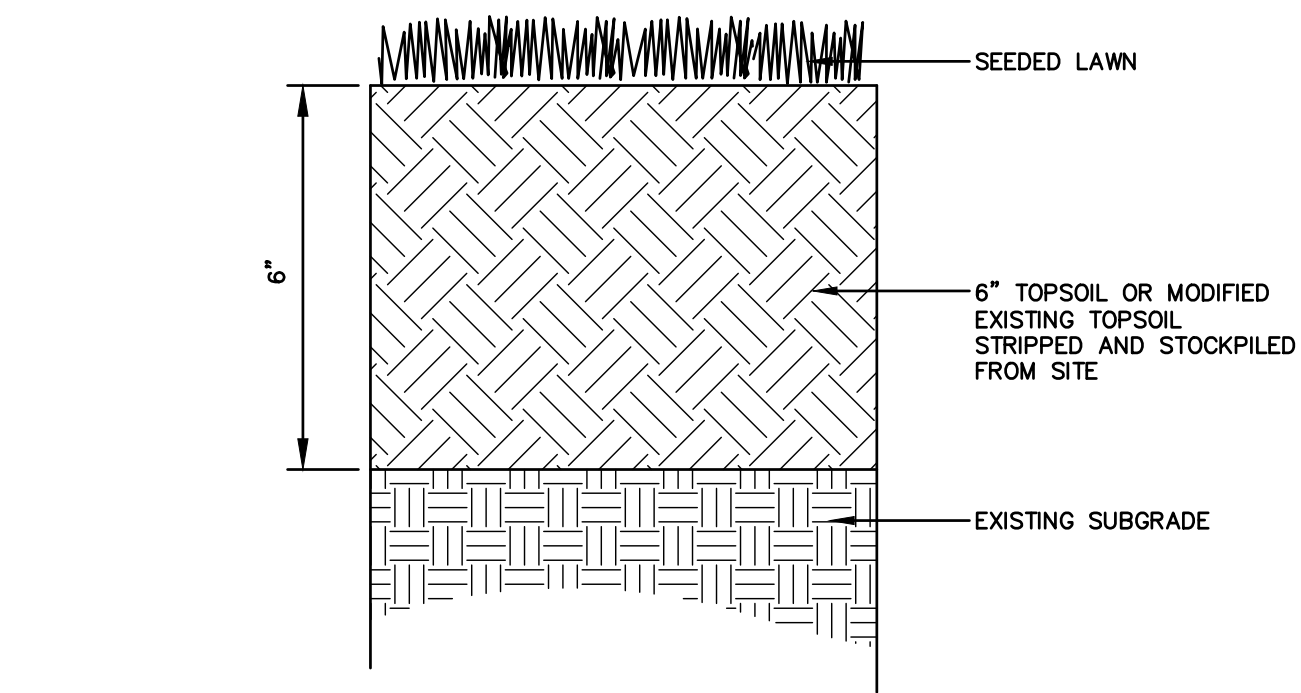 SEEDED LAWN
6"
6" TOPSOIL OR MODIFIED
EXISTING TOPSOIL
STRIPPED AND STOCKPILED
FROM SITE
EXISTING SUBGRADE